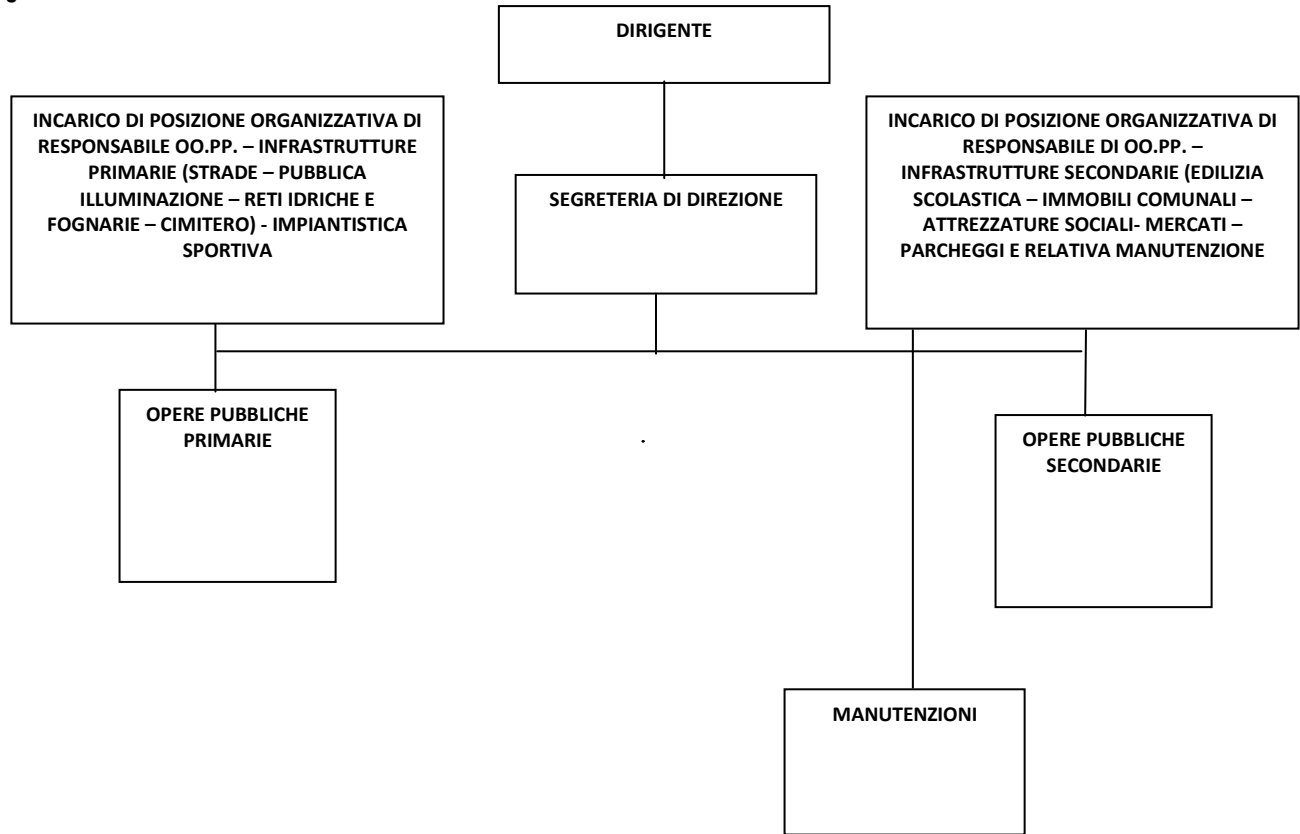 DIRIGENTE
INCARICO DI POSIZIONE ORGANIZZATIVA DI
RESPONSABILE OO.PP. – INFRASTRUTTURE
PRIMARIE (STRADE – PUBBLICA
ILLUMINAZIONE – RETI IDRICHE E
FOGNARIE – CIMITERO) - IMPIANTISTICA
SPORTIVA
SEGRETERIA DI DIREZIONE
INCARICO DI POSIZIONE ORGANIZZATIVA DI
RESPONSABILE DI OO.PP. –
INFRASTRUTTURE SECONDARIE (EDILIZIA
SCOLASTICA – IMMOBILI COMUNALI –
ATTREZZATURE SOCIALI- MERCATI –
PARCHEGGI E RELATIVA MANUTENZIONE
OPERE PUBBLICHE
PRIMARIE
.
OPERE PUBBLICHE
SECONDARIE
MANUTENZIONI